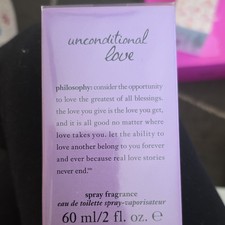 unconditional
love
philosophy: consider the opportunity
to love the greatest of all blessings.
the love you give is the love you get,
and it is all good no matter where
love takes you. let the ability to
love another belong to you forever
and ever because real love stories
never end.™
spray fragrance
eau de toilette spray-vaporisateur
60 ml/2 fl. oz. ℮